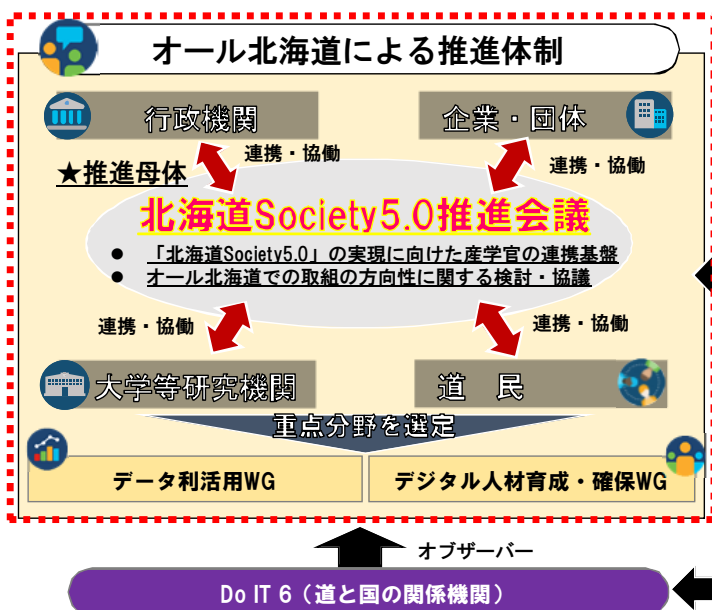 オール北海道による推進体制
行政機関
企業・団体
連携・協働
連携・協働
★推進母体
北海道Society5.0推進会議
● 「北海道Society5.0」の実現に向けた産学官の連携基盤
● オール北海道での取組の方向性に関する検討・協議
連携・協働
連携・協働
大学等研究機関
道 民
重点分野を選定
データ利活用WG
デジタル人材育成・確保WG
オブザーバー
Do IT 6（道と国の関係機関）